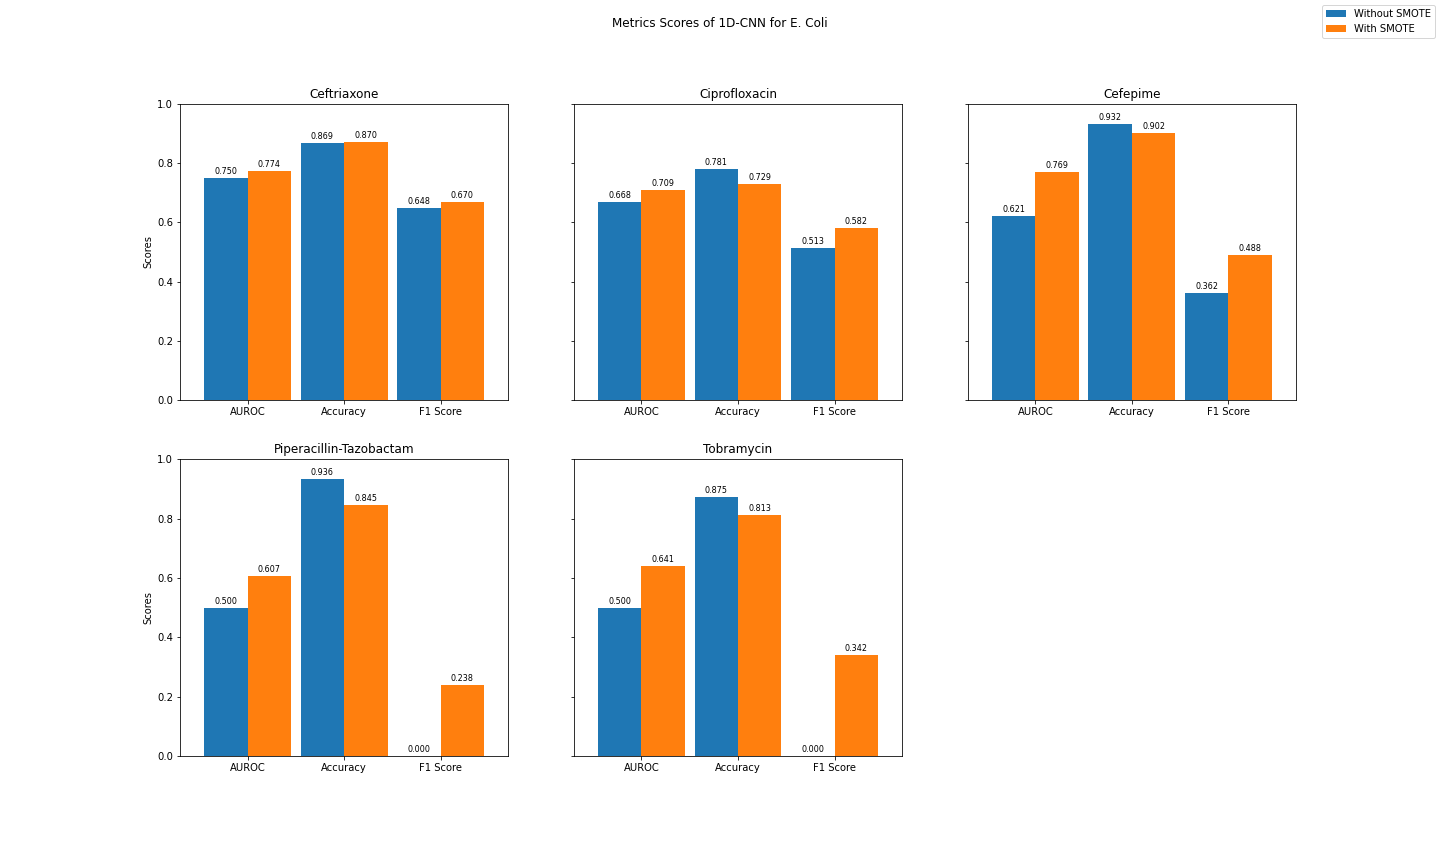 Metrics Scores of 1D-CNN for E. Coli
Without SMOTE
With SMOTE
Ceftriaxone
Scores
1.0
0.8
0.6
0.4
0.2
0.0
0.750
0.774
0.869
0.870
0.648
0.670
AUROC
Accuracy
F1 Score
Ciprofloxacin
0.668
0.709
0.781
0.729
0.513
0.582
AUROC
Accuracy
F1 Score
Cefepime
0.621
0.769
0.932
0.902
0.362
0.488
AUROC
Accuracy
F1 Score
Piperacillin-Tazobactam
Scores
1.0
0.8
0.6
0.4
0.2
0.0
0.500
0.607
0.936
0.845
0.000
0.238
AUROC
Accuracy
F1 Score
Tobramycin
0.500
0.641
0.875
0.813
0.000
0.342
AUROC
Accuracy
F1 Score